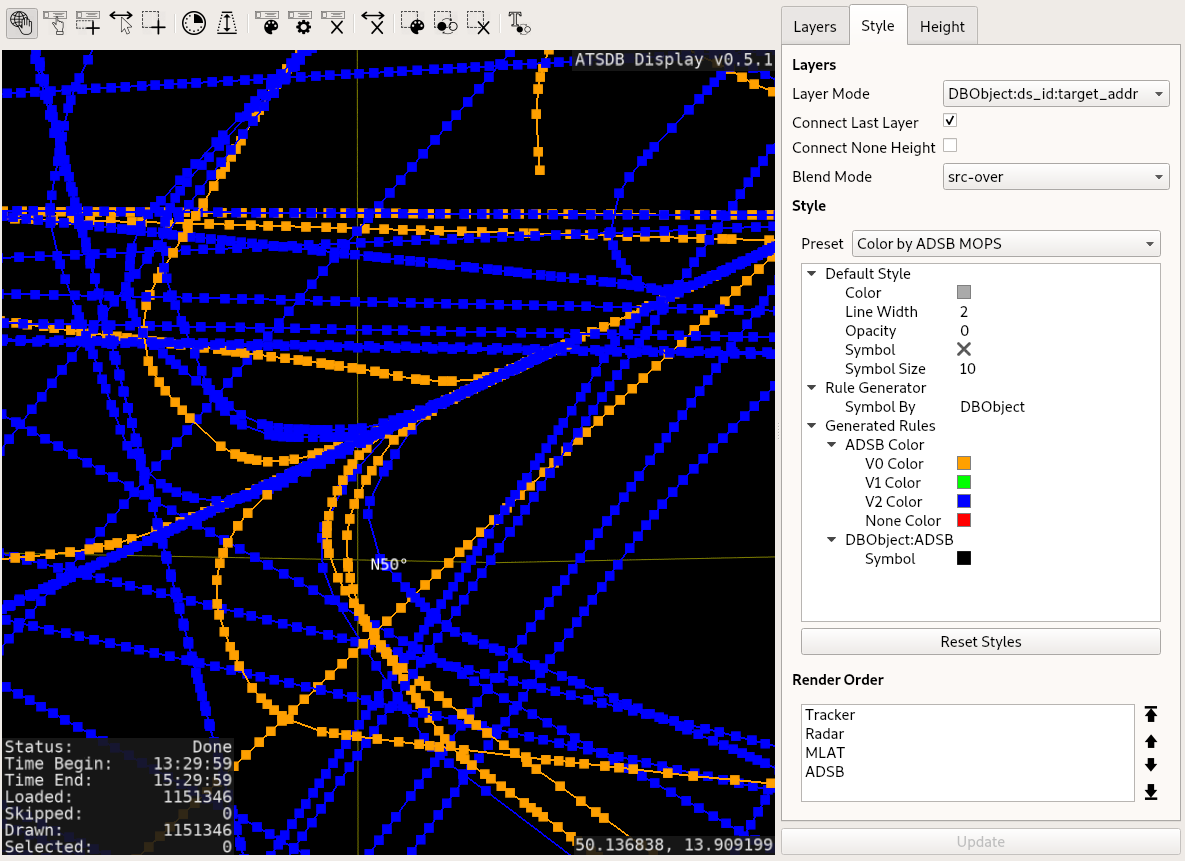 ATSDB Display v0.5.1
N50°
Status: Done
Time Begin: 13:29:59
Time End: 15:29:59
Loaded: 1151346
Skipped: 0
Drawn: 1151346
Selected: 0
50.136838, 13.909199
Layers Style Height
Layers
Layer Mode DBObject:ds_id:target_addr
Connect Last Layer
Connect None Height
Blend Mode src-over
Style
Preset Color by ADSB MOPS
Default Style
Color
Line Width 2
Opacity 0
Symbol
Symbol Size 10
Rule Generator
Symbol By DBObject
Generated Rules
ADSB Color
V0 Color
V1 Color
V2 Color
None Color
DBObject:ADSB
Symbol
Reset Styles
Render Order
Tracker
Radar
MLAT
ADSB
Update